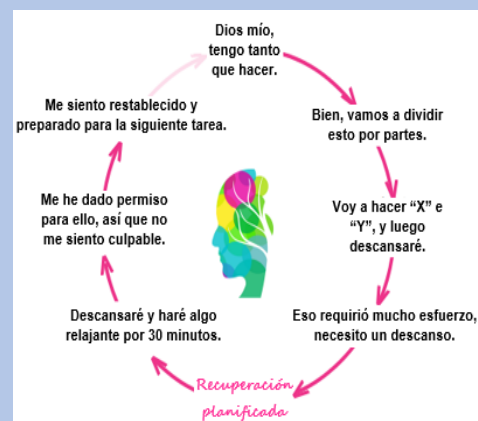 Dios mío,
tengo tanto
que hacer.
Bien, vamos a dividir
esto por partes.
Voy a hacer “X” e
“Y”, y luego
descansaré.
Eso requirió mucho esfuerzo,
necesito un descanso.
Recuperación
planificada
Descansaré y haré algo
relajante por 30 minutos.
Me he dado permiso
para ello, así que no
me siento culpable.
Me siento restablecido y
preparado para la siguiente tarea.